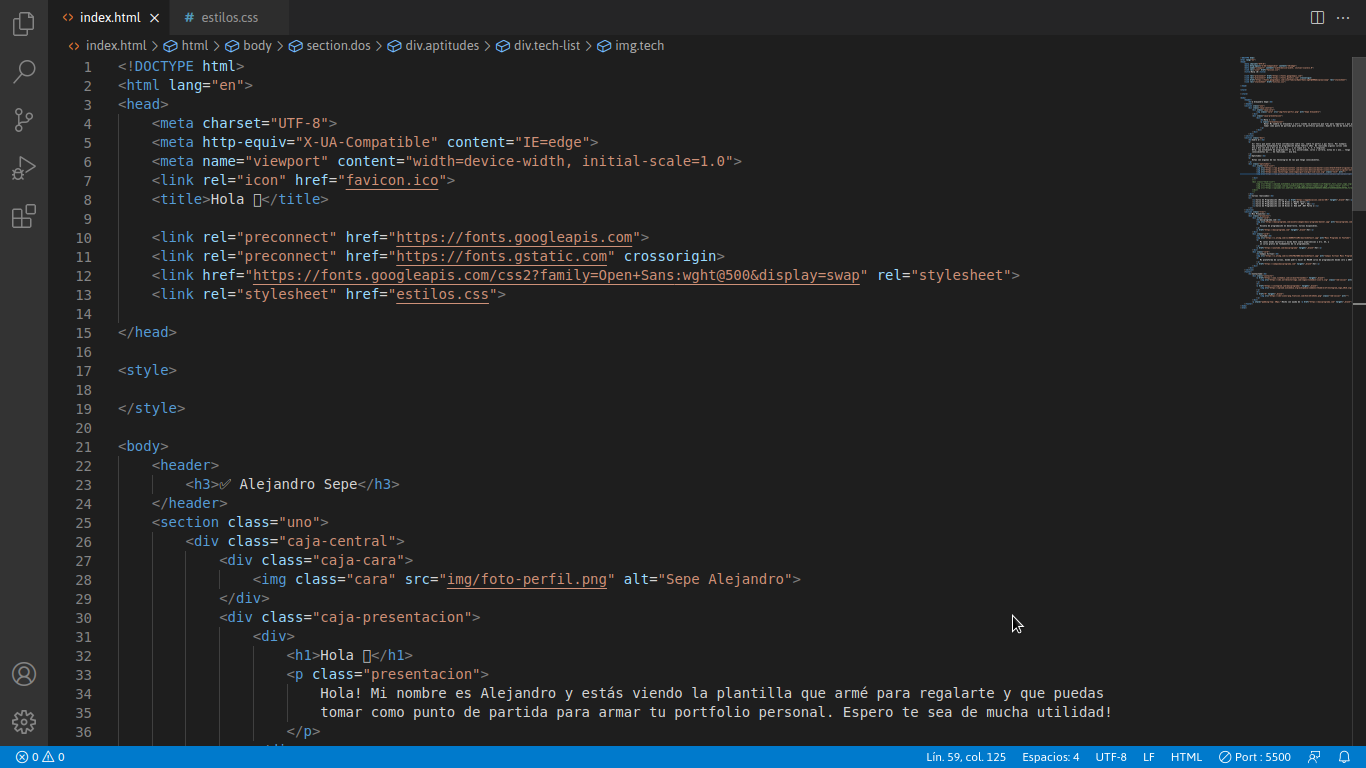 index.html
# estilos.css
index.html > html > body > section.dos > div.aptitudes > div.tech-list > img.tech
1 <!DOCTYPE html>
2 <html lang="en">
3 <head>
4     <meta charset="UTF-8">
5     <meta http-equiv="X-UA-Compatible" content="IE=edge">
6     <meta name="viewport" content="width=device-width, initial-scale=1.0">
7     <link rel="icon" href="favicon.ico">
8     <title>Hola </title>
9
10     <link rel="preconnect" href="https://fonts.googleapis.com">
11     <link rel="preconnect" href="https://fonts.gstatic.com" crossorigin>
12     <link href="https://fonts.googleapis.com/css2?family=Open+Sans:wght@500&display=swap" rel="stylesheet">
13     <link rel="stylesheet" href="estilos.css">
14
15 </head>
16
17 <style>
18
19 </style>
20
21 <body>
22     <header>
23         <h3>✅ Alejandro Sepe</h3>
24     </header>
25     <section class="uno">
26         <div class="caja-central">
27             <div class="caja-cara">
28                 <img class="cara" src="img/foto-perfil.png" alt="Sepe Alejandro">
29             </div>
30             <div class="caja-presentacion">
31                 <div>
32                     <h1>Hola </h1>
33                     <p class="presentacion">
34                         Hola! Mi nombre es Alejandro y estás viendo la plantilla que armé para regalarte y que puedas
35                         tomar como punto de partida para armar tu portfolio personal. Espero te sea de mucha utilidad!
36                     </p>
0 0 Lín. 59, col. 125 Espacios: 4 UTF-8 LF HTML Port : 5500